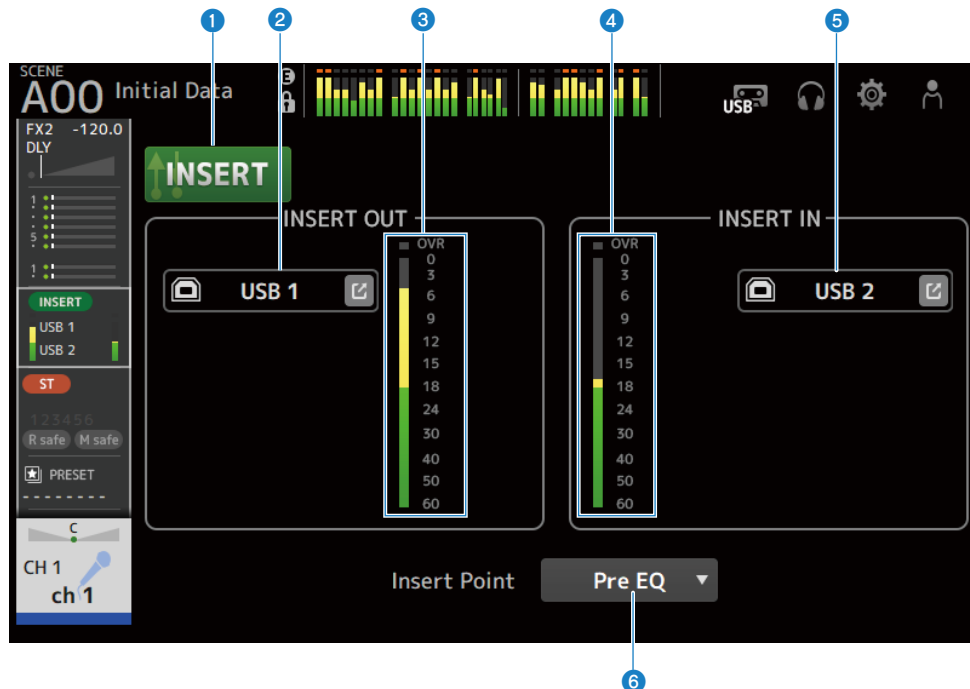 1 2 3 4 5
SCENE
A00 Initial Data
E
USB
FX2 -120.0
DLY
1
5
1
INSERT
USB 1
USB 2
ST
123456
R safe M safe
PRESET
--------
C
CH 1
ch 1
INSERT
INSERT OUT
USB 1
OVR
0
3
6
9
12
15
18
24
30
40
50
60
INSERT IN
OVR
0
3
6
9
12
15
18
24
30
40
50
60
USB 2
Insert Point Pre EQ
6